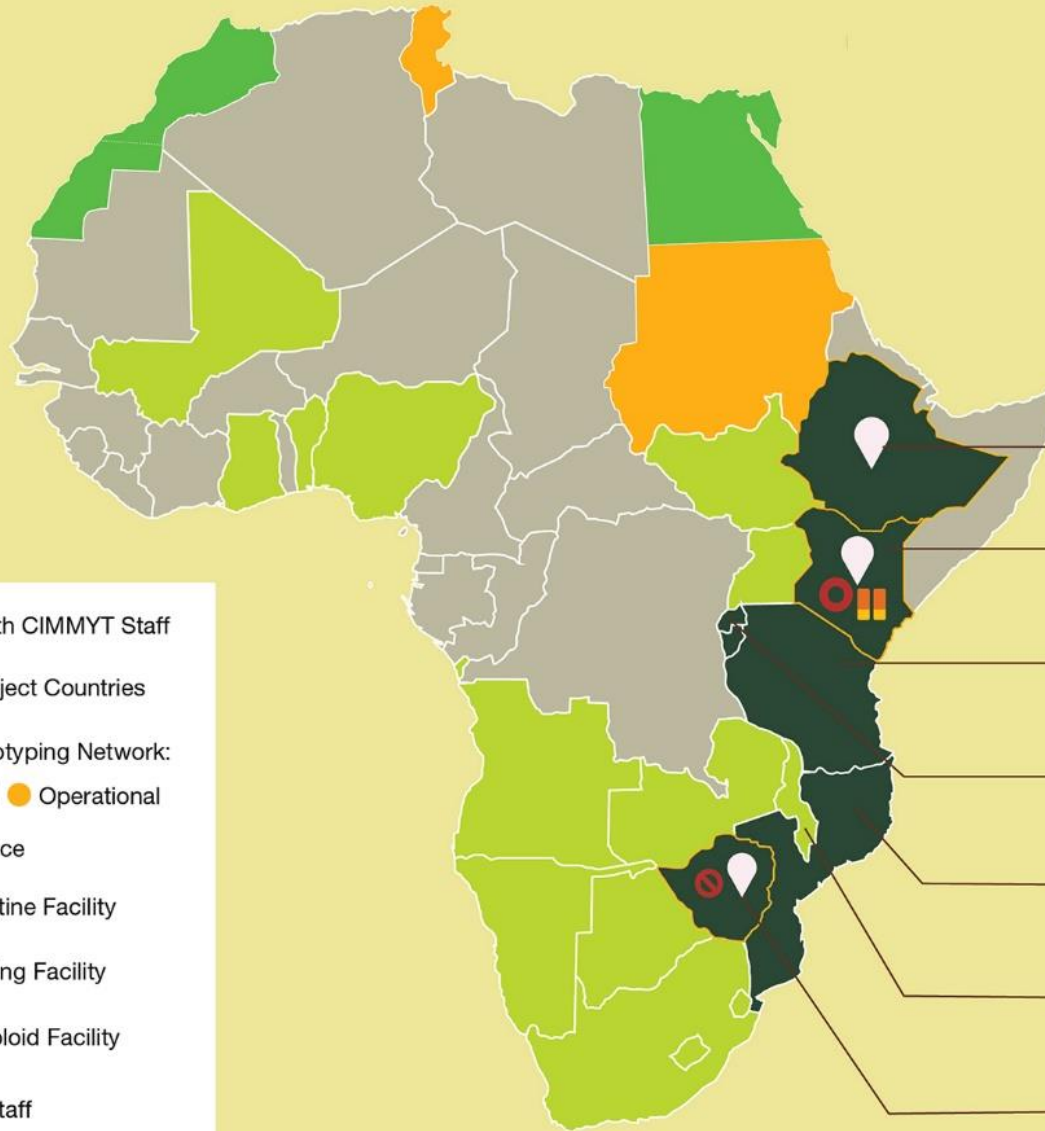 th CIMMYT Staff
ject Countries
otyping Network:
Operational
ce
tine Facility
ng Facility
loid Facility
taff